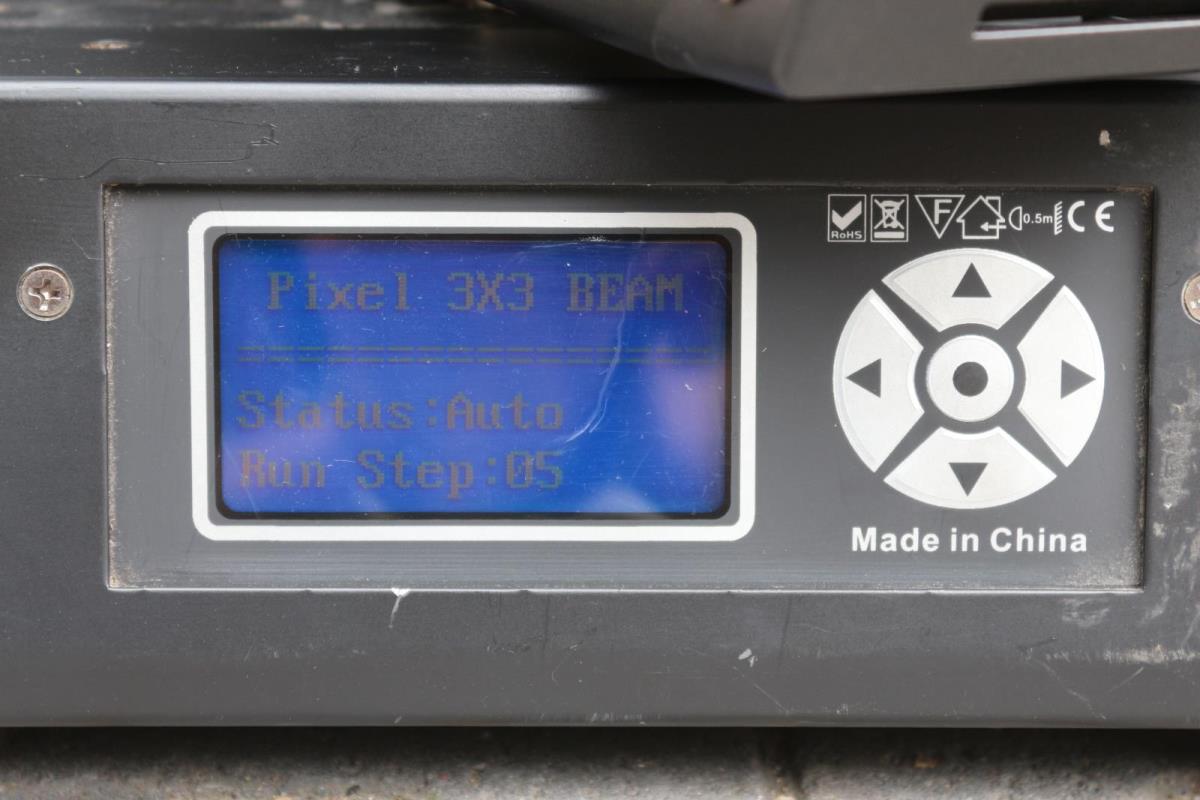 Pixel 3X3 BEAM
=================
Status:Auto
Run Step:05
RoHS
F
0.5m
CE
Made in China